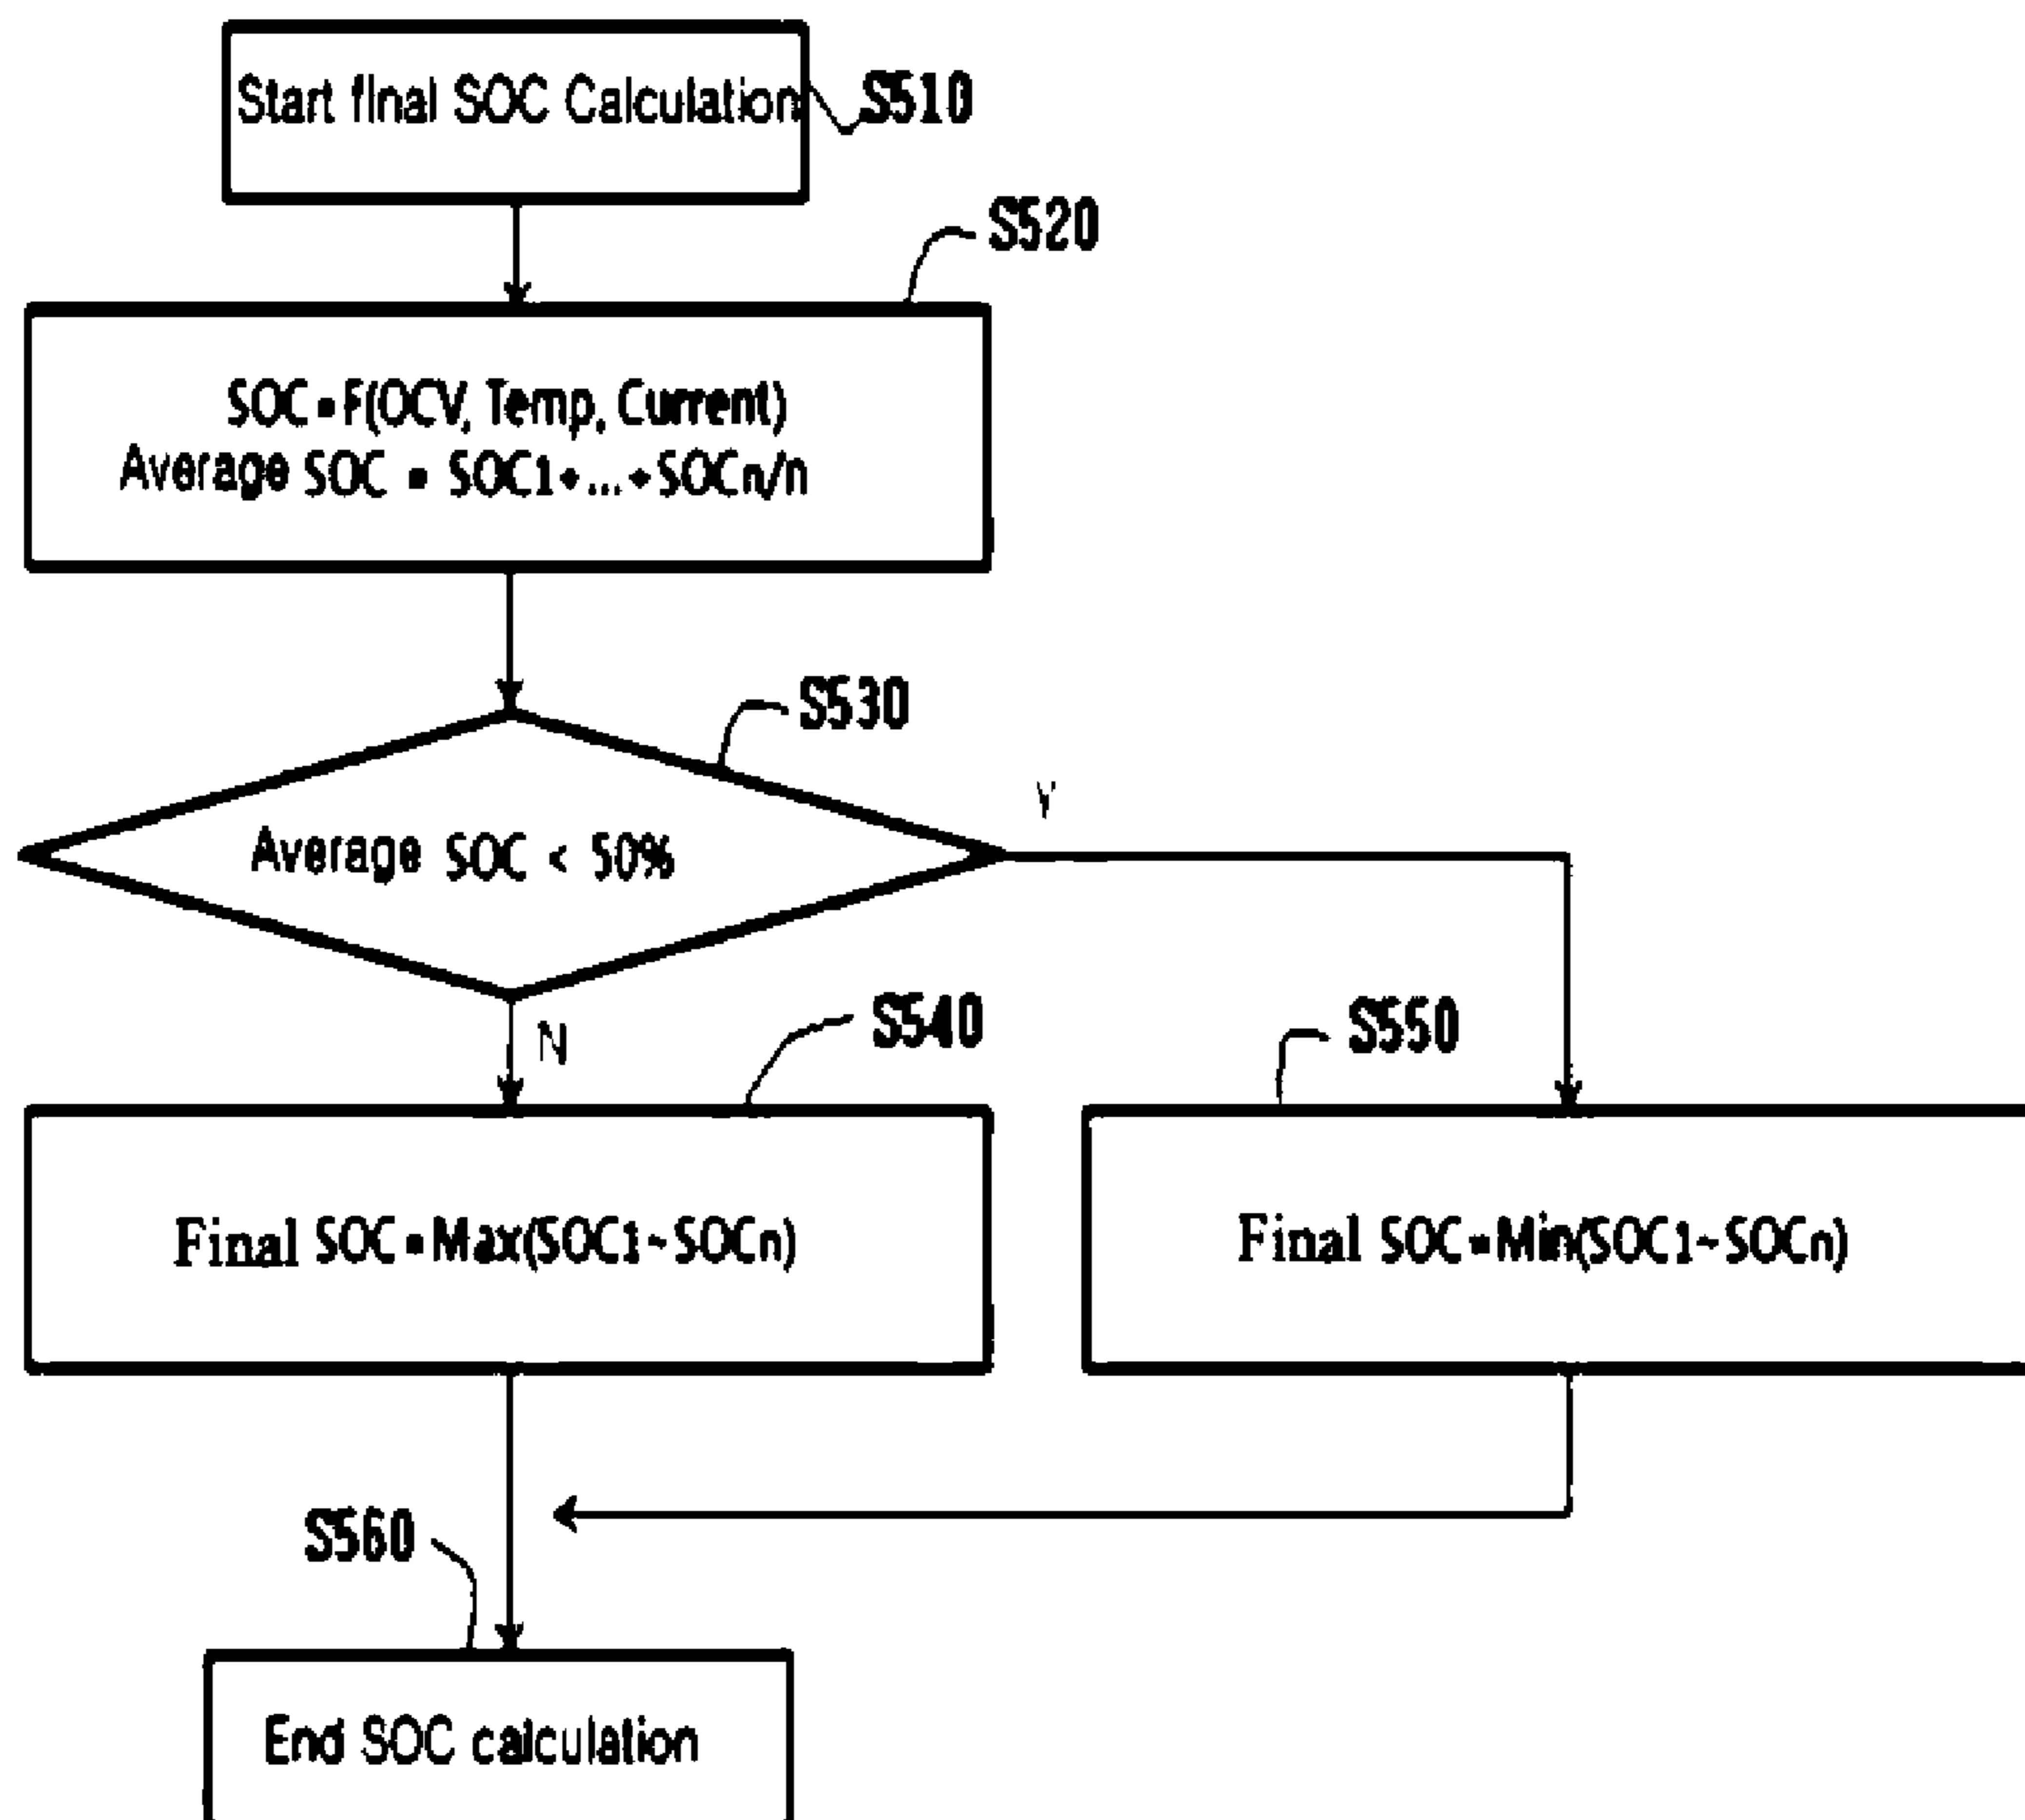 Start final SOC Calculation
S510
S520
SOC=F(OCV, Temp, Current)
Average SOC = SOC1+...+SOCn/n
S530
Average SOC < 50%
Y
N
S540
S550
Final SOC=Max(SOC1~SOCn)
Final SOC=Min(SOC1~SOCn)
S560
End SOC calculation